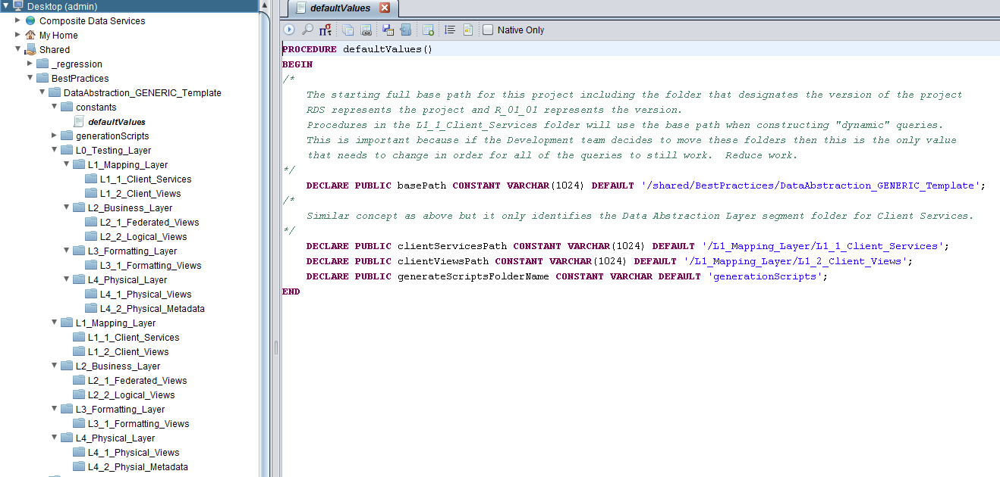 Desktop (admin)
Composite Data Services
My Home
Shared
_regression
BestPractices
DataAbstraction_GENERIC_Template
constants
defaultValues
generationScripts
L0_Testing_Layer
L1_Mapping_Layer
L1_1_Client_Services
L1_2_Client_Views
L2_Business_Layer
L2_1_Federated_Views
L2_2_Logical_Views
L3_Formatting_Layer
L3_1_Formatting_Views
L4_Physical_Layer
L4_1_Physical_Views
L4_2_Physical_Metadata
L1_Mapping_Layer
L1_1_Client_Services
L1_2_Client_Views
L2_Business_Layer
L2_1_Federated_Views
L2_2_Logical_Views
L3_Formatting_Layer
L3_1_Formatting_Views
L4_Physical_Layer
L4_1_Physical_Views
L4_2_Physial_Metadata
defaultValues
Native Only
PROCEDURE defaultValues()
BEGIN
/*
The starting full base path for this project including the folder that designates the version of the project
RDS represents the project and R_01_01 represents the version.
Procedures in the L1_1_Client_Services folder will use the base path when constructing "dynamic" queries.
This is important because if the Development team decides to move these folders then this is the only value
that needs to change in order for all of the queries to still work.  Reduce work.
*/
DECLARE PUBLIC basePath CONSTANT VARCHAR(1024) DEFAULT '/shared/BestPractices/DataAbstraction_GENERIC_Template';
/*
Similar concept as above but it only identifies the Data Abstraction Layer segment folder for Client Services.
*/
DECLARE PUBLIC clientServicesPath CONSTANT VARCHAR(1024) DEFAULT '/L1_Mapping_Layer/L1_1_Client_Services';
DECLARE PUBLIC clientViewsPath CONSTANT VARCHAR(1024) DEFAULT '/L1_Mapping_Layer/L1_2_Client_Views';
DECLARE PUBLIC generateScriptsFolderName CONSTANT VARCHAR DEFAULT 'generationScripts';
END